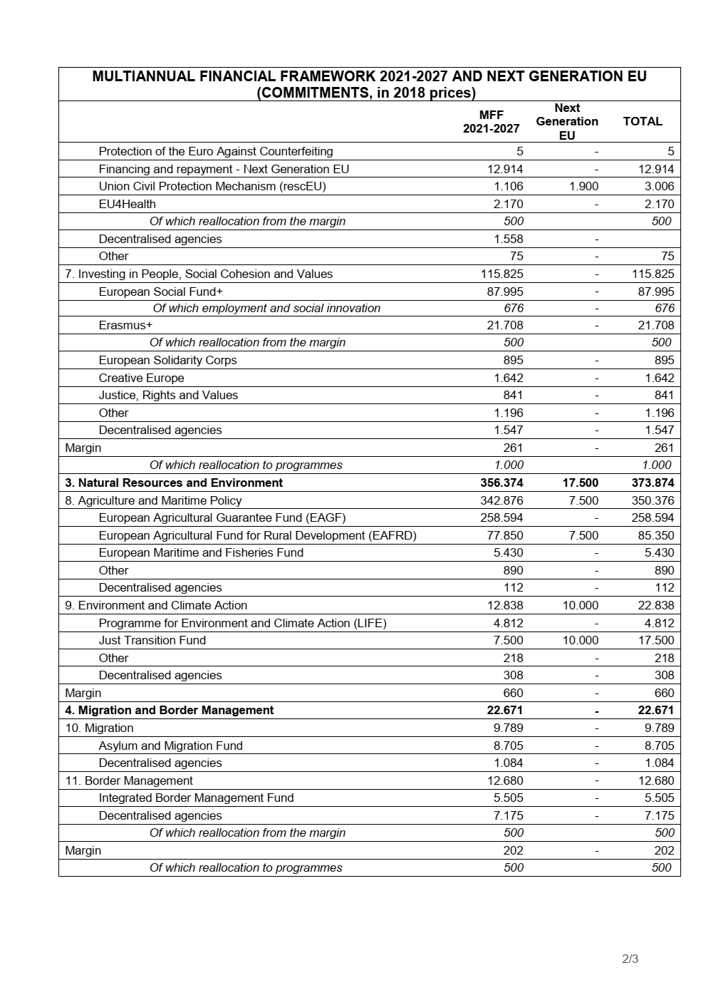 MULTIANNUAL FINANCIAL FRAMEWORK 2021-2027 AND NEXT GENERATION EU
(COMMITMENTS, in 2018 prices)
MFF 2021-2027 Next Generation EU TOTAL
Protection of the Euro Against Counterfeiting 5 - 5
Financing and repayment - Next Generation EU 12.914 - 12.914
Union Civil Protection Mechanism (rescEU) 1.106 1.900 3.006
EU4Health 2.170 - 2.170
Of which reallocation from the margin 500 500
Decentralised agencies 1.558 -
Other 75 - 75
7. Investing in People, Social Cohesion and Values 115.825 - 115.825
European Social Fund+ 87.995 - 87.995
Of which employment and social innovation 676 - 676
Erasmus+ 21.708 - 21.708
Of which reallocation from the margin 500 500
European Solidarity Corps 895 - 895
Creative Europe 1.642 - 1.642
Justice, Rights and Values 841 - 841
Other 1.196 - 1.196
Decentralised agencies 1.547 - 1.547
Margin 261 - 261
Of which reallocation to programmes 1.000 1.000
3. Natural Resources and Environment 356.374 17.500 373.874
8. Agriculture and Maritime Policy 342.876 7.500 350.376
European Agricultural Guarantee Fund (EAGF) 258.594 - 258.594
European Agricultural Fund for Rural Development (EAFRD) 77.850 7.500 85.350
European Maritime and Fisheries Fund 5.430 - 5.430
Other 890 - 890
Decentralised agencies 112 - 112
9. Environment and Climate Action 12.838 10.000 22.838
Programme for Environment and Climate Action (LIFE) 4.812 - 4.812
Just Transition Fund 7.500 10.000 17.500
Other 218 - 218
Decentralised agencies 308 - 308
Margin 660 - 660
4. Migration and Border Management 22.671 - 22.671
10. Migration 9.789 - 9.789
Asylum and Migration Fund 8.705 - 8.705
Decentralised agencies 1.084 - 1.084
11. Border Management 12.680 - 12.680
Integrated Border Management Fund 5.505 - 5.505
Decentralised agencies 7.175 - 7.175
Of which reallocation from the margin 500 500
Margin 202 - 202
Of which reallocation to programmes 500 500
2/3